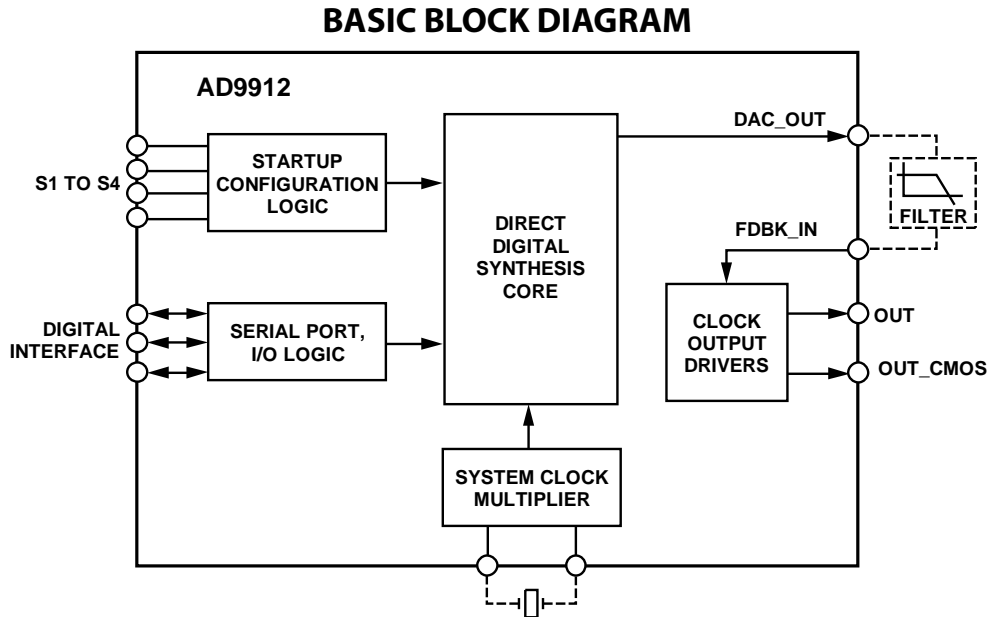 BASIC BLOCK DIAGRAM
AD9912
S1 TO S4
STARTUP
CONFIGURATION
LOGIC
DIGITAL
INTERFACE
SERIAL PORT,
I/O LOGIC
DIRECT
DIGITAL
SYNTHESIS
CORE
SYSTEM CLOCK
MULTIPLIER
DAC_OUT
FILTER
FDBK_IN
CLOCK
OUTPUT
DRIVERS
OUT
OUT_CMOS